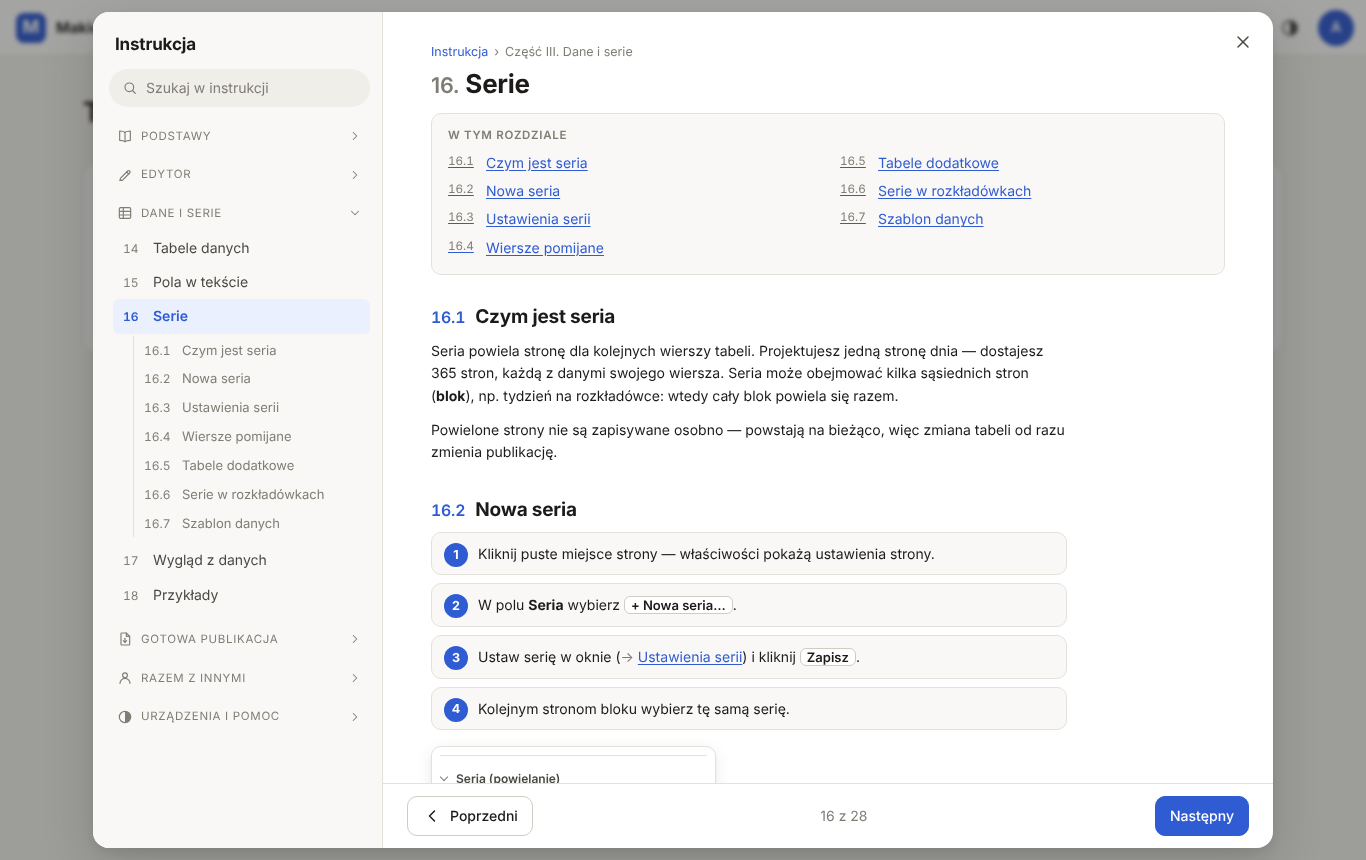 M
A
Instrukcja
Szukaj w instrukcji
PODSTAWY
EDYTOR
DANE I SERIE
14 Tabele danych
15 Pola w tekście
16 Serie
16.1 Czym jest seria
16.2 Nowa seria
16.3 Ustawienia serii
16.4 Wiersze pomijane
16.5 Tabele dodatkowe
16.6 Serie w rozkładówkach
16.7 Szablon danych
17 Wygląd z danych
18 Przykłady
GOTOWA PUBLIKACJA
RAZEM Z INNYMI
URZĄDZENIA I POMOC
Instrukcja › Część III. Dane i serie
16. Serie
W TYM ROZDZIALE
16.1 Czym jest seria
16.2 Nowa seria
16.3 Ustawienia serii
16.4 Wiersze pomijane
16.5 Tabele dodatkowe
16.6 Serie w rozkładówkach
16.7 Szablon danych
16.1 Czym jest seria
Seria powiela stronę dla kolejnych wierszy tabeli. Projektujesz jedną stronę dnia — dostajesz
365 stron, każdą z danymi swojego wiersza. Seria może obejmować kilka sąsiednich stron
(blok), np. tydzień na rozkładówce: wtedy cały blok powiela się razem.
Powielone strony nie są zapisywane osobno — powstają na bieżąco, więc zmiana tabeli od razu
zmienia publikację.
16.2 Nowa seria
1 Kliknij puste miejsce strony — właściwości pokażą ustawienia strony.
2 W polu Seria wybierz + Nowa seria... .
3 Ustaw serię w oknie (→ Ustawienia serii) i kliknij Zapisz .
4 Kolejnym stronom bloku wybierz tę samą serię.
Seria (powielanie)
Poprzedni
16 z 28
Następny